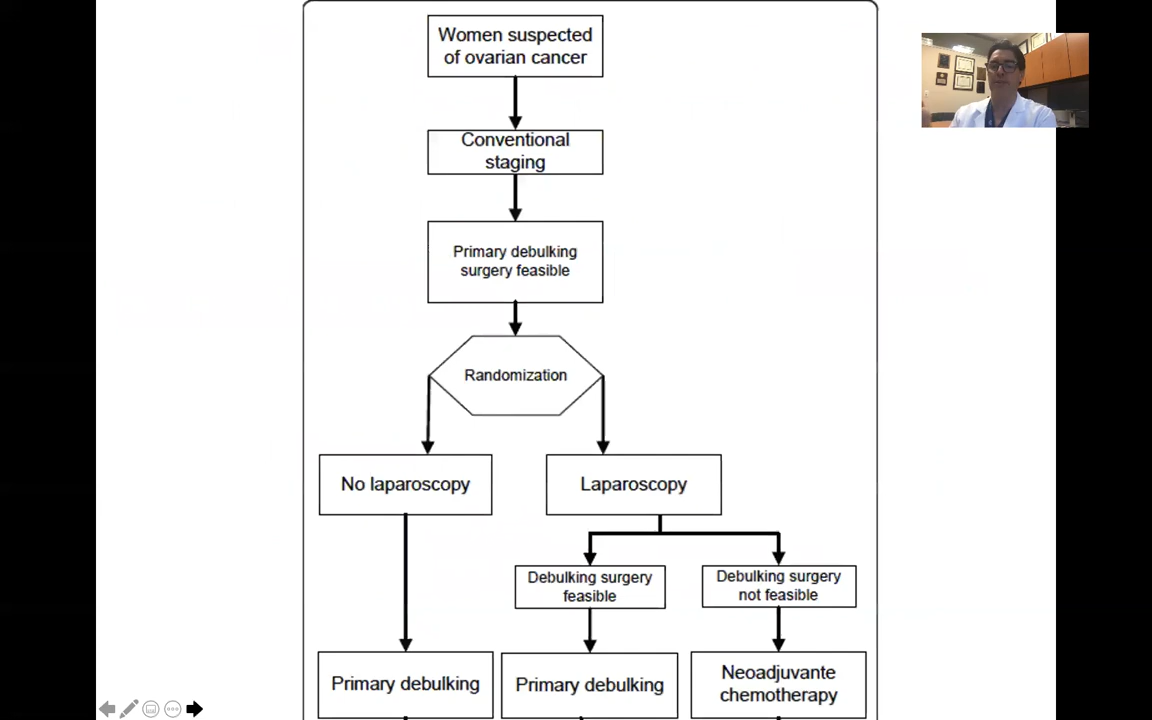 Women suspected
of ovarian cancer
Conventional
staging
Primary debulking
surgery feasible
Randomization
No laparoscopy
Laparoscopy
Debulking surgery
feasible
Debulking surgery
not feasible
Primary debulking
Primary debulking
Neoadjuvante
chemotherapy